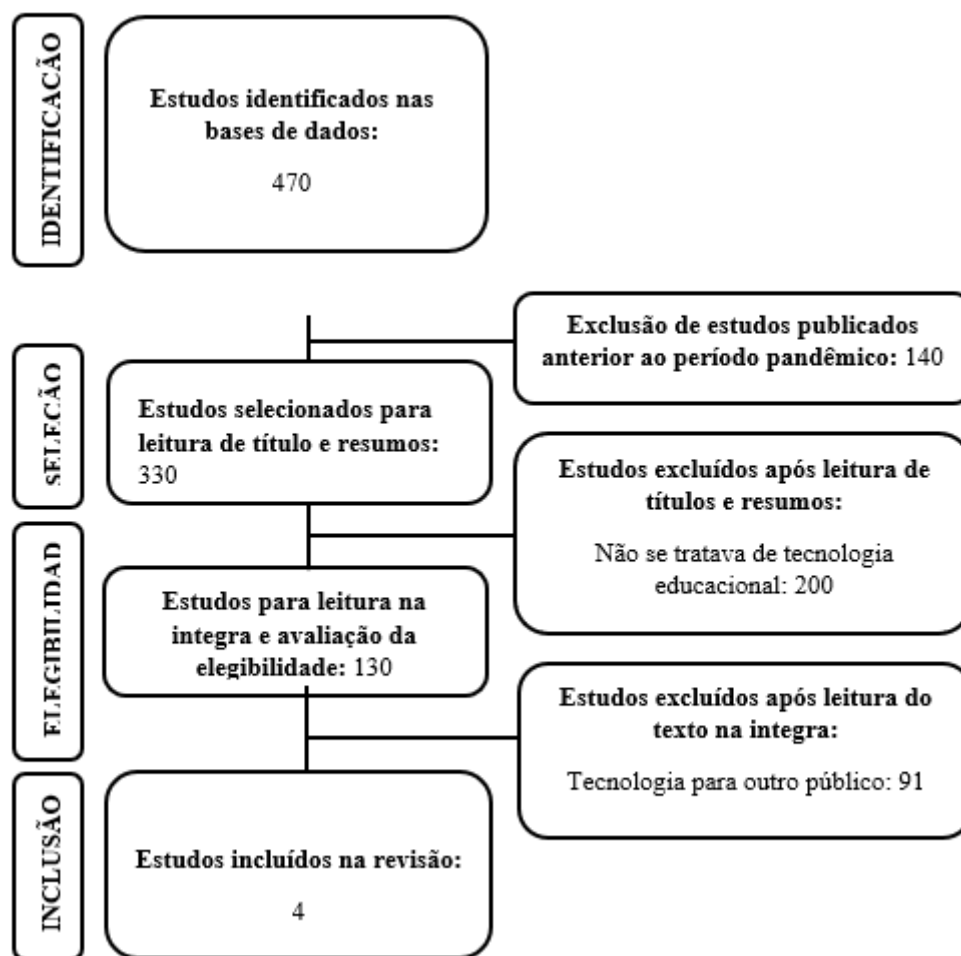 IDENTIFICAÇÃO
Estudos identificados nas
bases de dados:
470
Exclusão de estudos publicados
anterior ao período pandêmico: 140
SELEÇÃO
Estudos selecionados para
leitura de título e resumos:
330
Estudos excluídos após leitura de
títulos e resumos:
Não se tratava de tecnologia
educacional: 200
ELEGIBILIDAD
Estudos para leitura na
integra e avaliação da
elegibilidade: 130
Estudos excluídos após leitura do
texto na integra:
Tecnologia para outro público: 91
INCLUSÃO
Estudos incluídos na revisão:
4